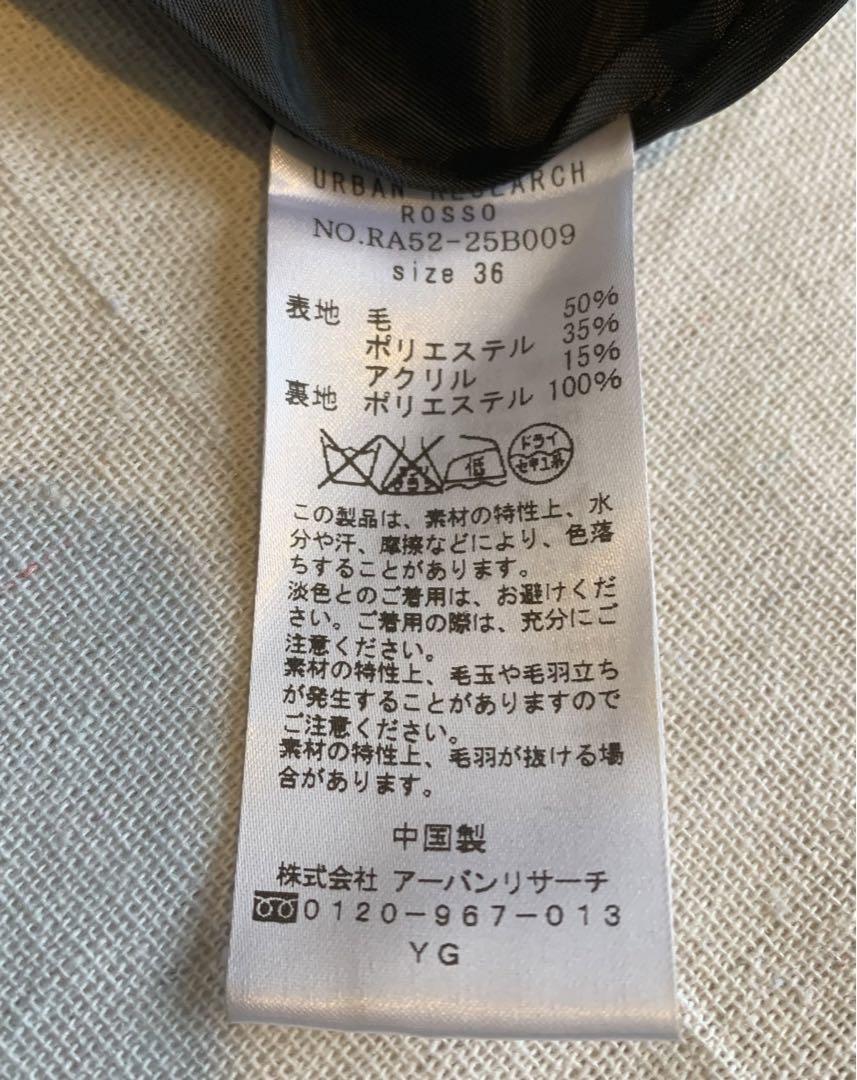 URBAN RESEARCH
ROSSO
NO.RA52-25B009
size 36
表地 毛 50%
ポリエステル 35%
アクリル 15%
裏地 ポリエステル 100%
低 ドライ セキユ系
この製品は、素材の特性上、水
分や汗、摩擦などにより、色落
ちすることがあります。
淡色とのご着用は、お避けくだ
さい。ご着用の際は、充分にご
注意ください。
素材の特性上、毛玉や毛羽立ち
が発生することがありますので
ご注意ください。
素材の特性上、毛羽が抜ける場
合があります。
中国製
株式会社 アーバンリサーチ
0120-967-013
YG